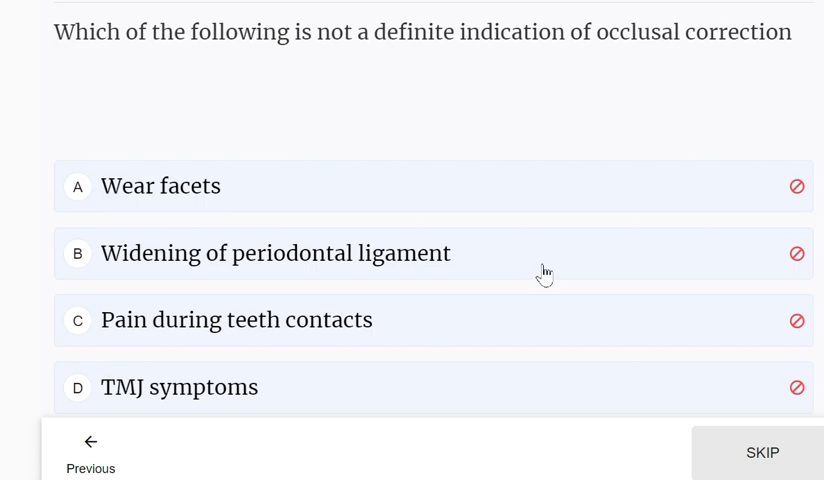 Which of the following is not a definite indication of occlusal correction
A Wear facets
B Widening of periodontal ligament
C Pain during teeth contacts
D TMJ symptoms
Previous
SKIP